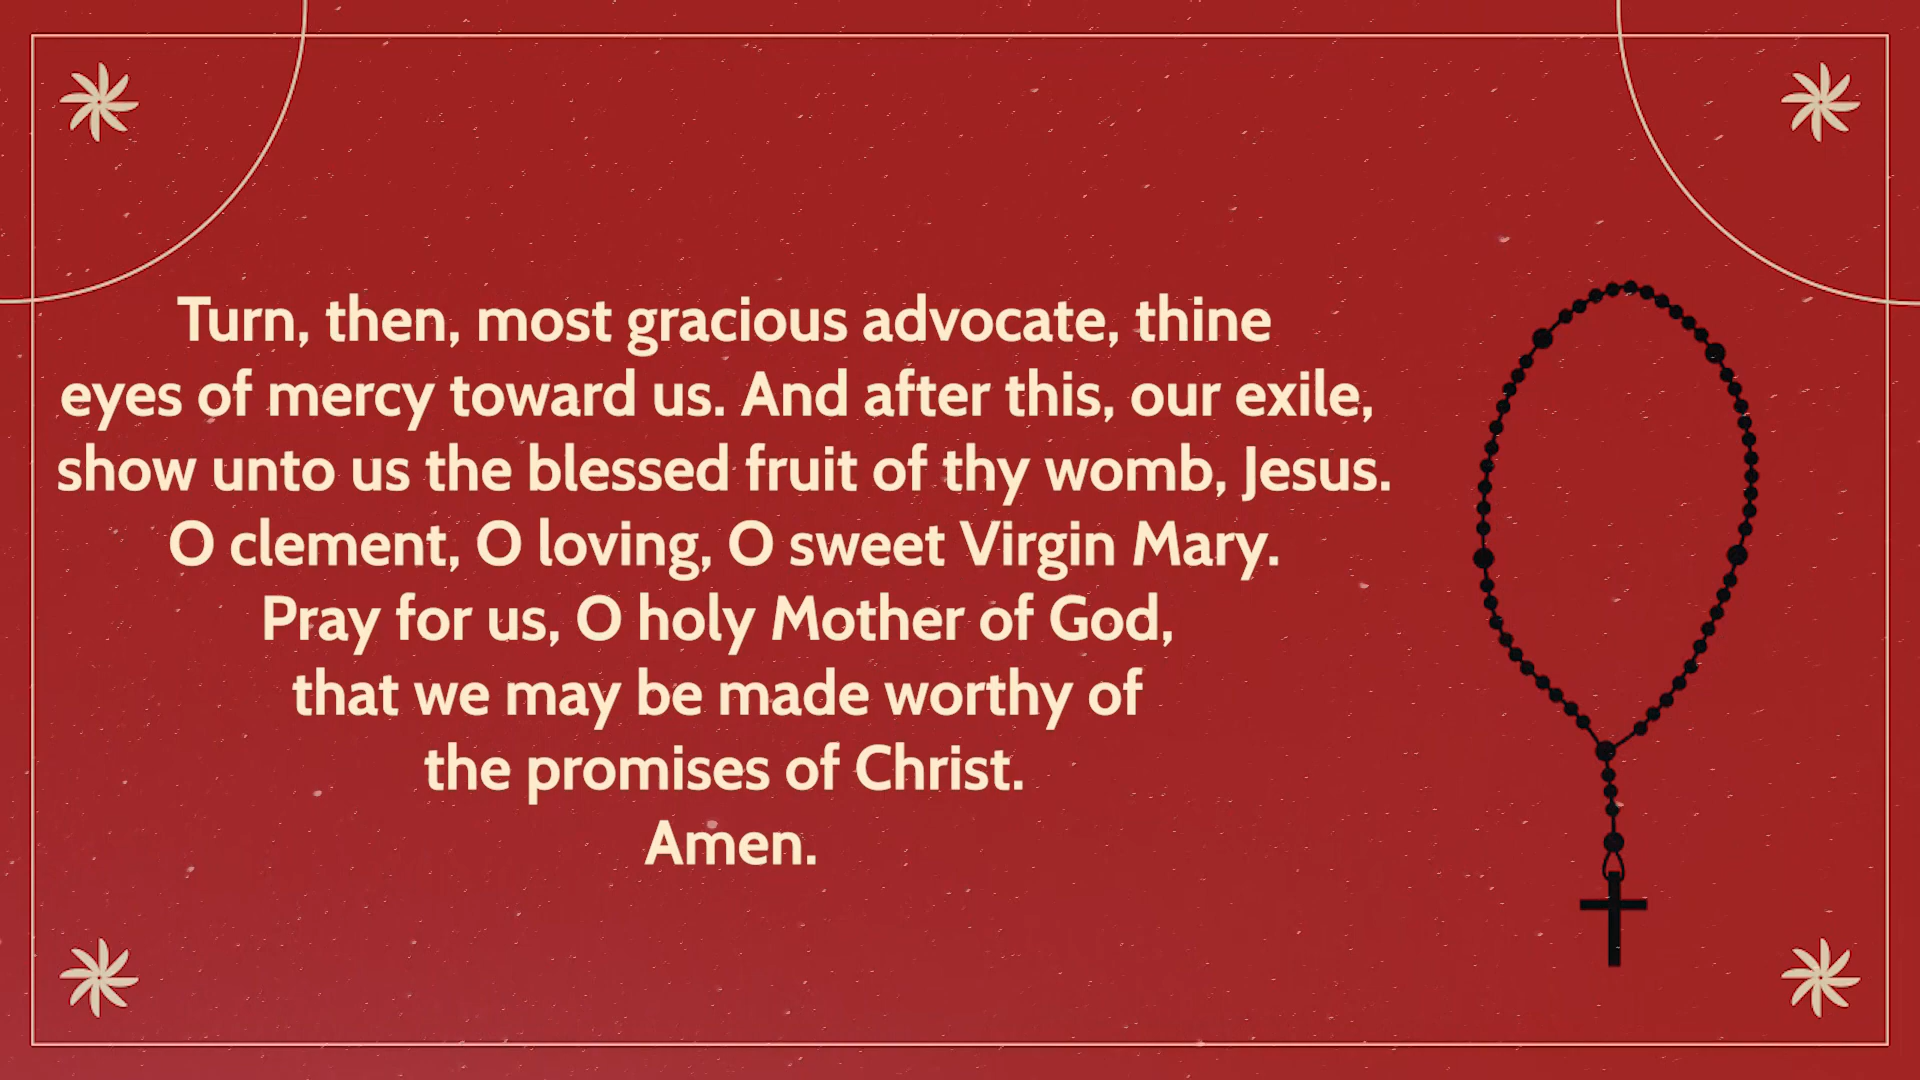 Turn, then, most gracious advocate, thine
eyes of mercy toward us. And after this, our exile,
show unto us the blessed fruit of thy womb, Jesus.
O clement, O loving, O sweet Virgin Mary.
Pray for us, O holy Mother of God,
that we may be made worthy of
the promises of Christ.
Amen.